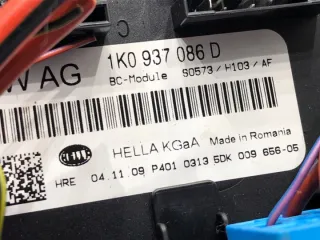 W AG 1K0 937 086 D
BC-Module S0573 / H103 / AF
HELLA
HELLA KGaA Made in Romania
HRE 04.11.09 P401 0313 5DK 009 656-05